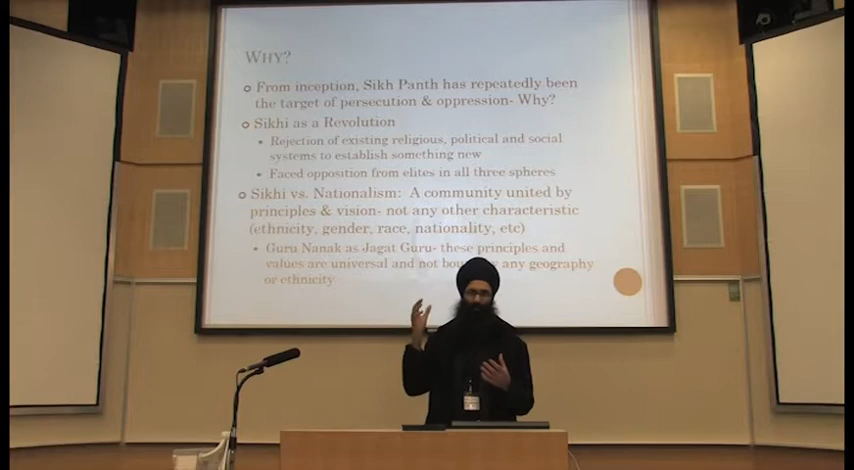 WHY?
From inception, Sikh Panth has repeatedly been
the target of persecution & oppression- Why?
Sikhi as a Revolution
Rejection of existing religious, political and social
systems to establish something new
Faced opposition from elites in all three spheres
Sikhi vs. Nationalism: A community united by
principles & vision- not any other characteristic
(ethnicity, gender, race, nationality, etc)
Guru Nanak as Jagat Guru- these principles and
values are universal and not any geography
or ethnicity